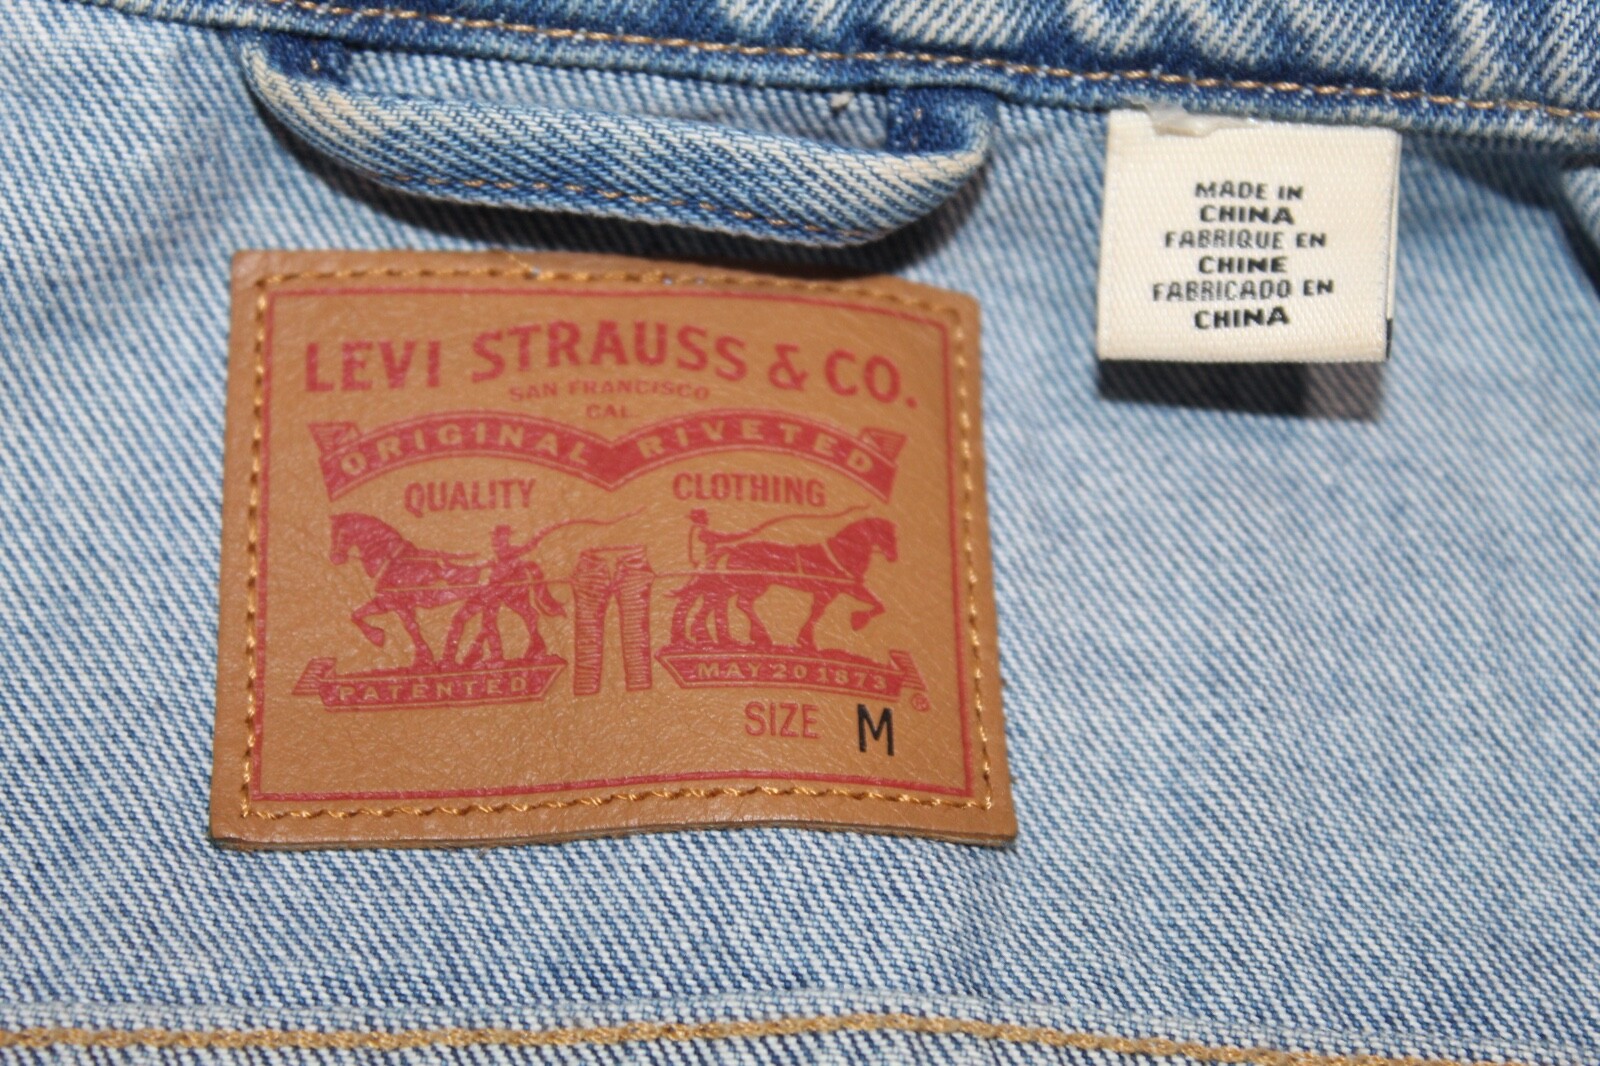 LEVI STRAUSS & CO.
SAN FRANCISCO
CAL
ORIGINAL RIVETED
QUALITY CLOTHING
PATENTED MAY 20 1873
®
SIZE M
MADE IN
CHINA
FABRIQUE EN
CHINE
FABRICADO EN
CHINA